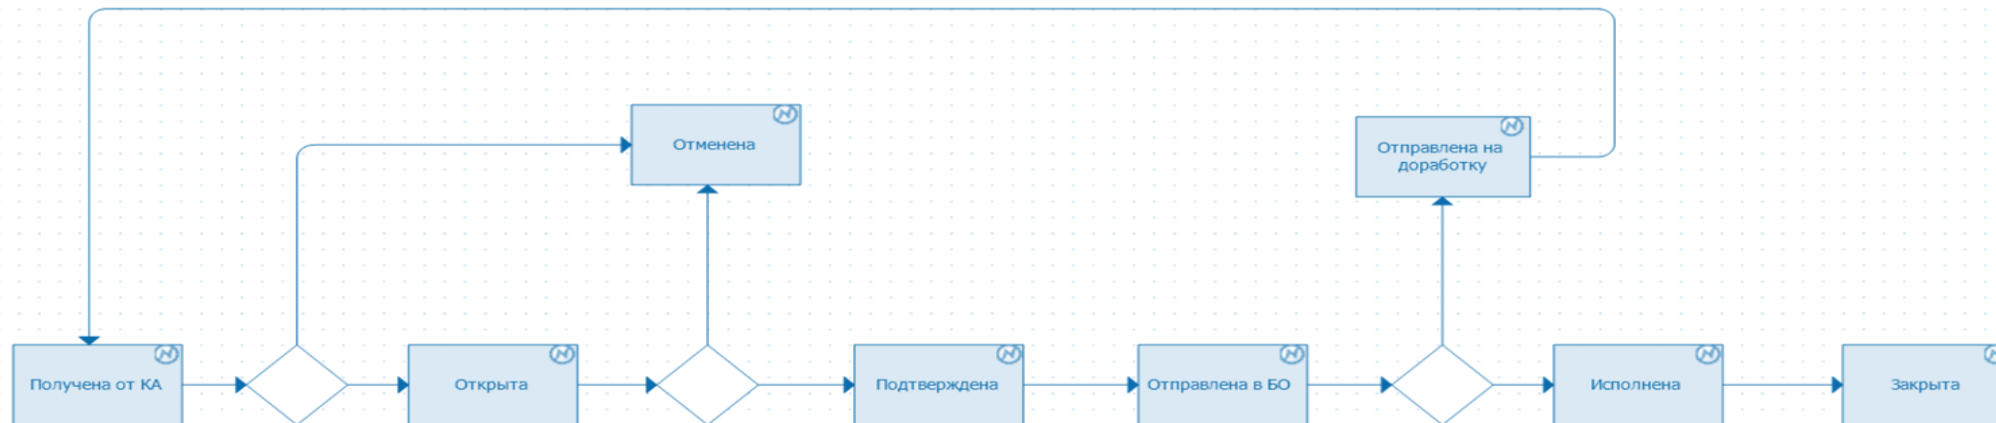 Отменена
Отправлена на
доработку
Получена от КА
Открыта
Подтверждена
Отправлена в БО
Исполнена
Закрыта